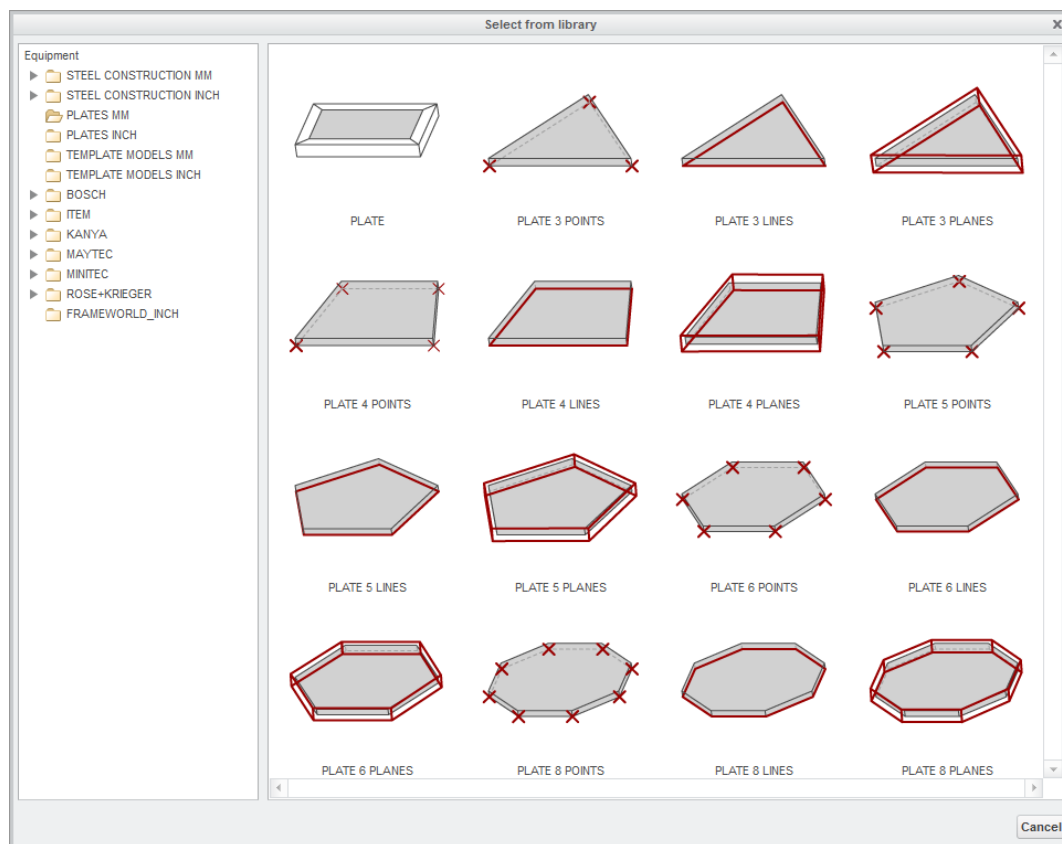 Select from library
X
Equipment
STEEL CONSTRUCTION MM
STEEL CONSTRUCTION INCH
PLATES MM
PLATES INCH
TEMPLATE MODELS MM
TEMPLATE MODELS INCH
BOSCH
ITEM
KANYA
MAYTEC
MINITEC
ROSE+KRIEGER
FRAMEWORLD_INCH
PLATE
PLATE 3 POINTS
PLATE 3 LINES
PLATE 3 PLANES
PLATE 4 POINTS
PLATE 4 LINES
PLATE 4 PLANES
PLATE 5 POINTS
PLATE 5 LINES
PLATE 5 PLANES
PLATE 6 POINTS
PLATE 6 LINES
PLATE 6 PLANES
PLATE 8 POINTS
PLATE 8 LINES
PLATE 8 PLANES
Cancel